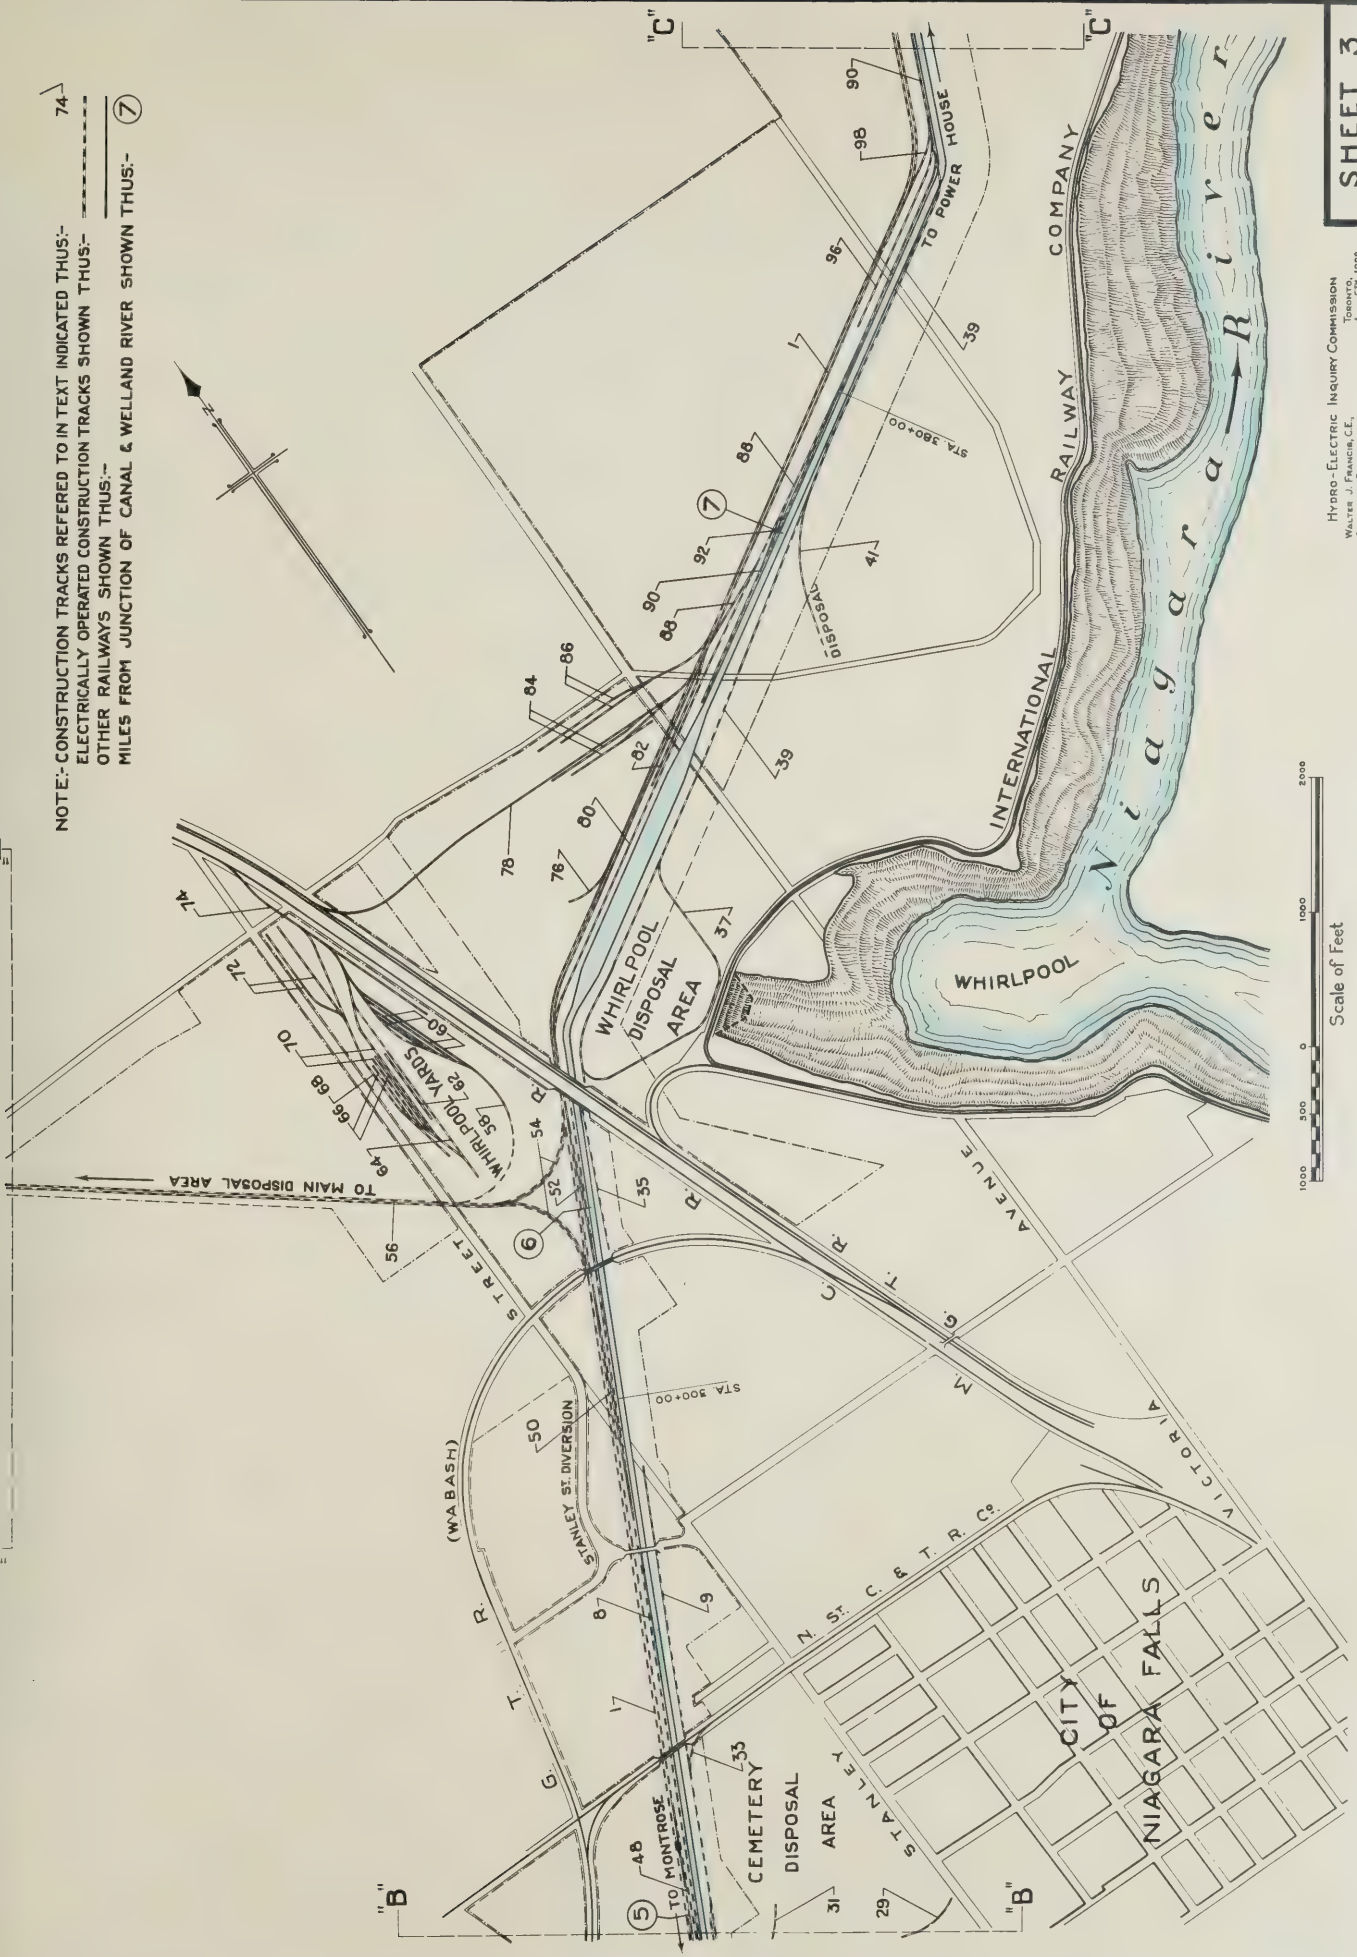 NOTE:- CONSTRUCTION TRACKS REFERRED TO IN TEXT INDICATED THUS:- 74
ELECTRICALLY OPERATED CONSTRUCTION TRACKS SHOWN THUS:-
OTHER RAILWAYS SHOWN THUS:-
MILES FROM JUNCTION OF CANAL & WELLAND RIVER SHOWN THUS:- 7
"B"
"B"
"C"
"C"
N
5
TO MONTROSE
48
1
33
CEMETERY
DISPOSAL
AREA
31
29
STANLEY
AVENUE
CITY
OF
NIAGARA FALLS
VICTORIA
N. ST. C. & T. R. Co.
G. T. R. (WABASH)
8
9
STANLEY ST. DIVERSION
50
STA. 300+00
STREET
M. C. R. R.
G. T. R.
6
52
54
35
56
TO MAIN DISPOSAL AREA
WHIRLPOOL YARDS
58
62
60
64
66
68
70
72
74
WHIRLPOOL
DISPOSAL
AREA
37
76
78
80
82
84
86
39
88
90
92
7
88
41
DISPOSAL
STA. 380+00
1
96
39
98
90
TO POWER HOUSE
INTERNATIONAL RAILWAY COMPANY
WHIRLPOOL
Niagara River
1000
500
0
1000
2000
Scale of Feet
HYDRO-ELECTRIC INQUIRY COMMISSION
WALTER J. FRANCIS, C.E.,
TORONTO,
SHEET 3